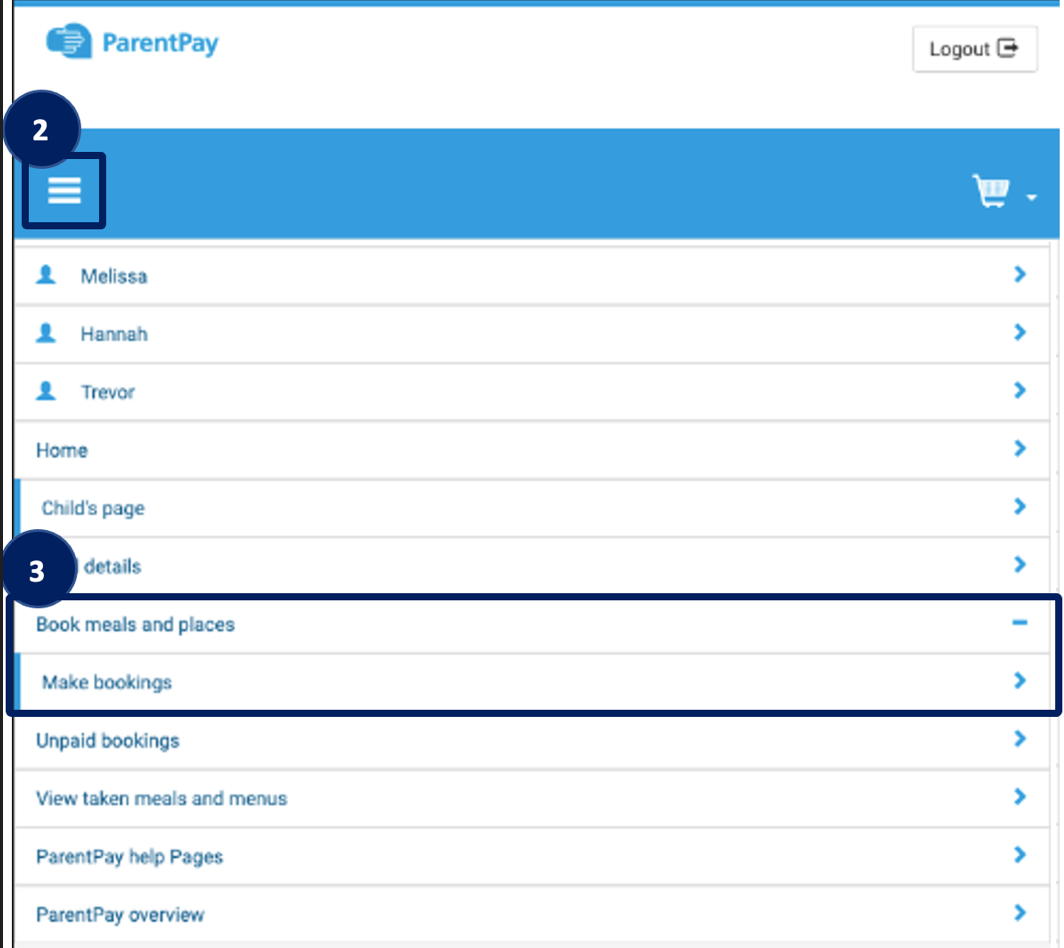 ParentPay
Logout
2
Melissa
Hannah
Trevor
Home
Child's page
3
details
Book meals and places
Make bookings
Unpaid bookings
View taken meals and menus
ParentPay help Pages
ParentPay overview